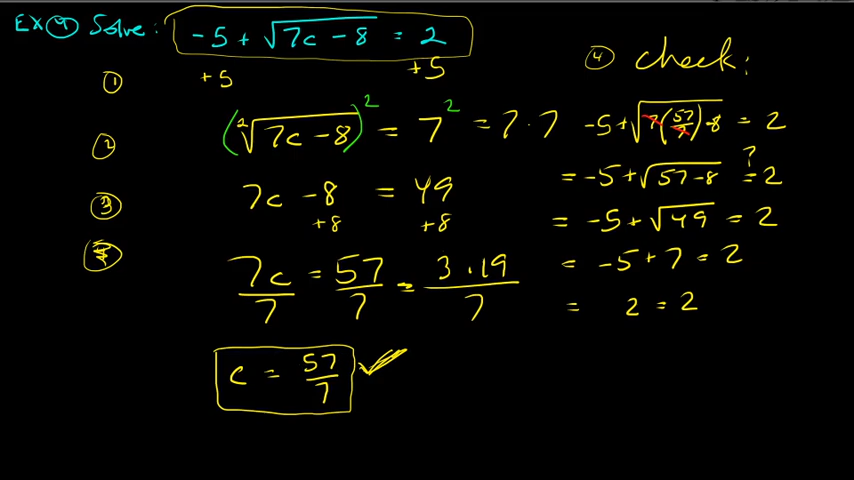 EX④ Solve: -5 + √(7c - 8) = 2
+5 +5
① 
② (²√(7c - 8))² = 7² = 7 · 7
③ 7c - 8 = 49
+8 +8
7c/7 = 57/7 = 3 · 19/7
c = 57/7 ✓
④ check:
-5 + √(7(57/7) - 8) = 2
= -5 + √(57 - 8) ?= 2
= -5 + √49 = 2
= -5 + 7 = 2
= 2 = 2